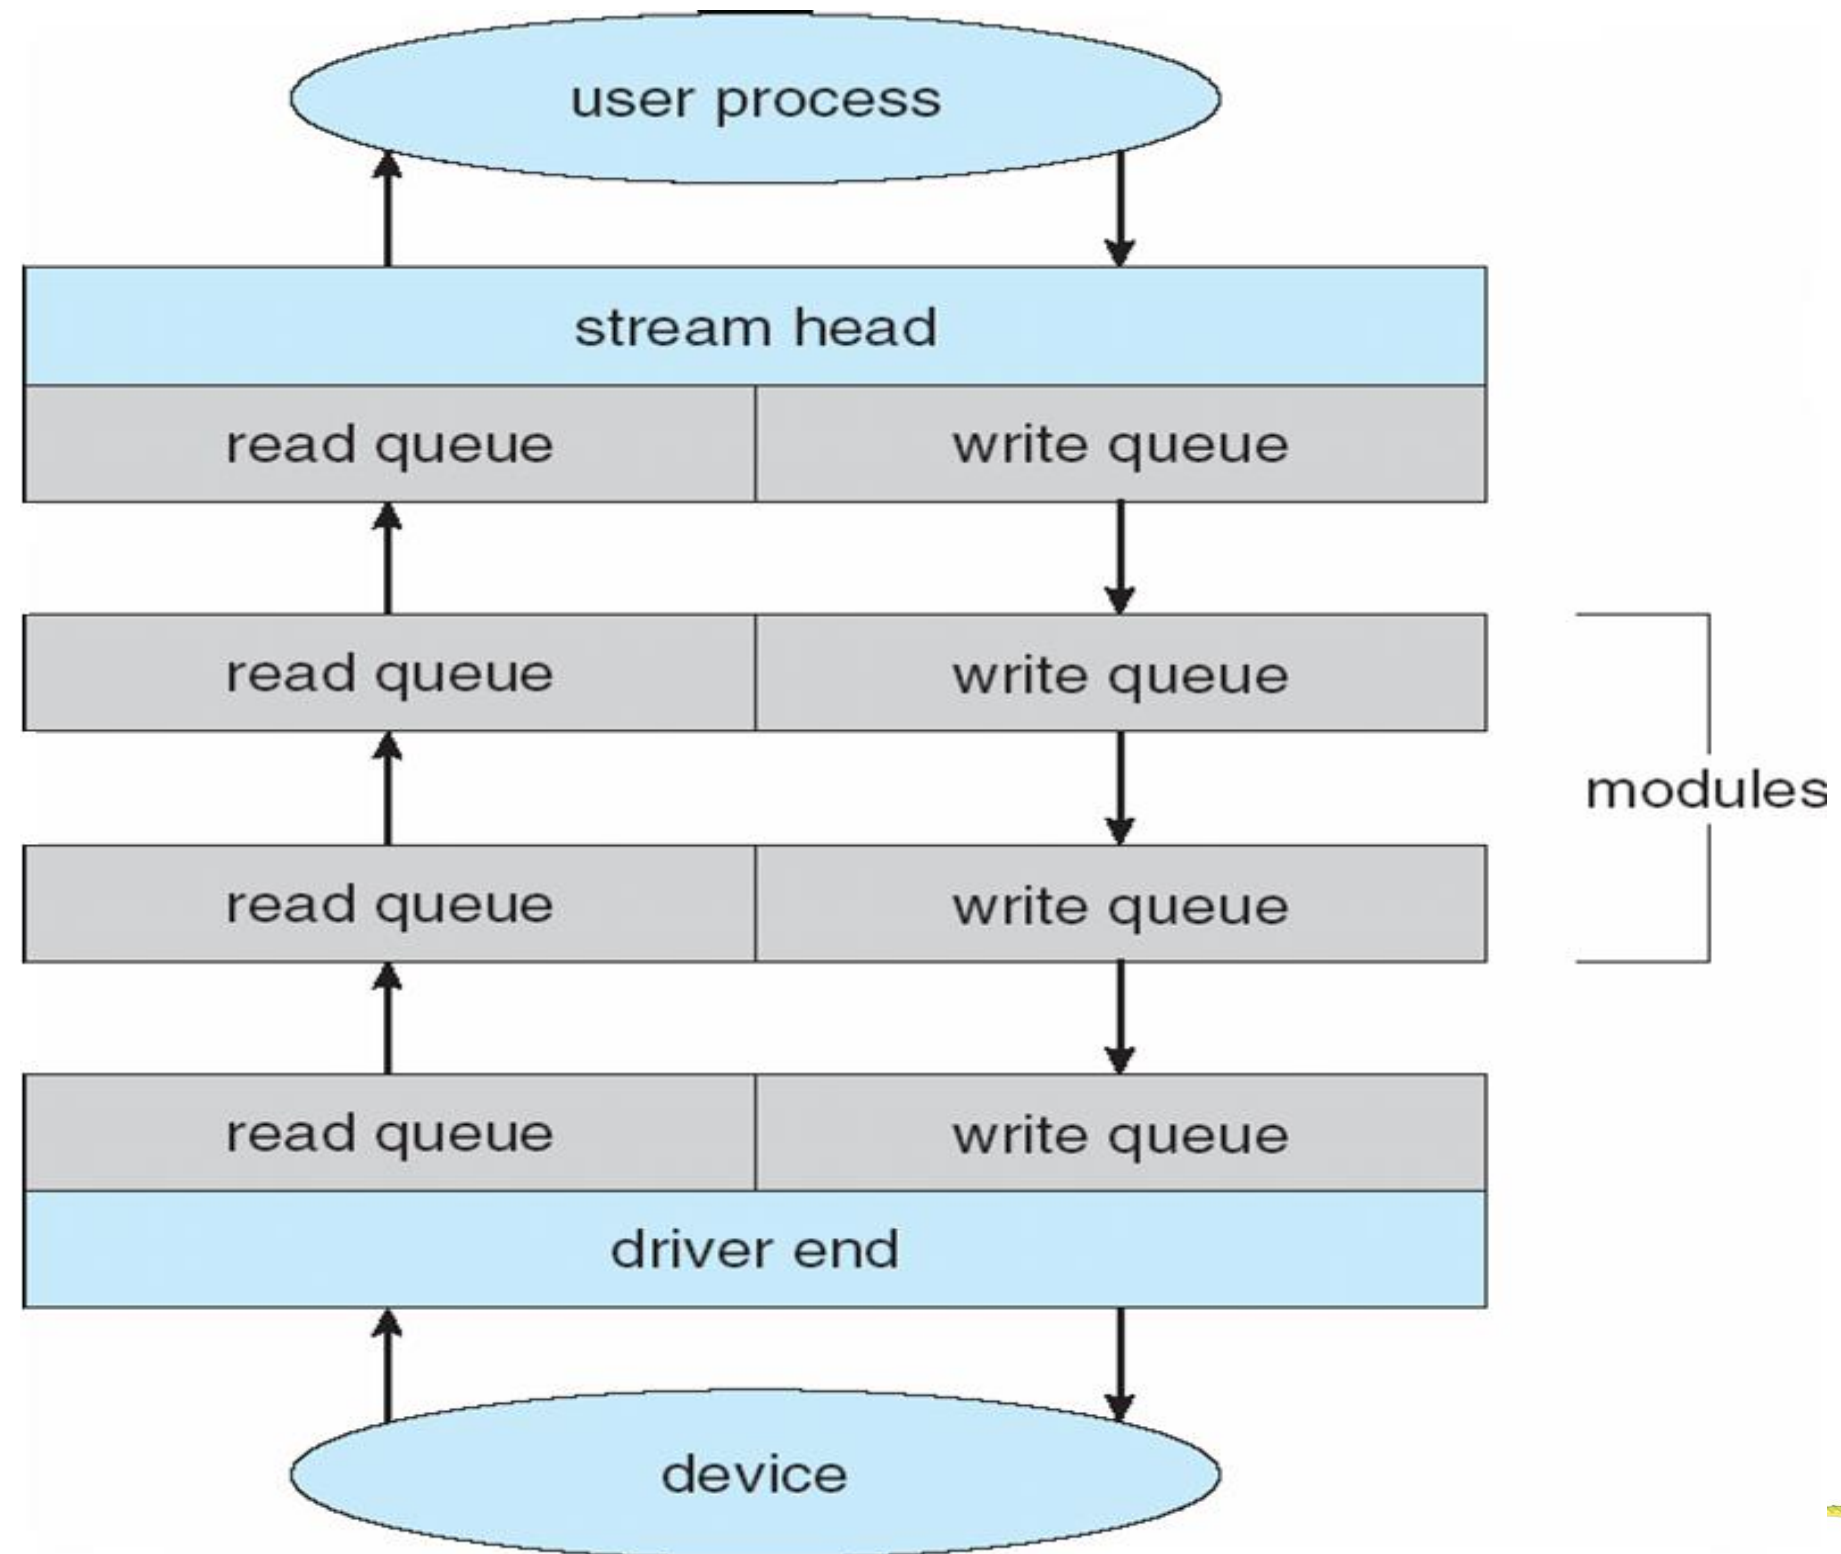 user process
stream head
read queue write queue
read queue write queue
modules
read queue write queue
read queue write queue
driver end
device